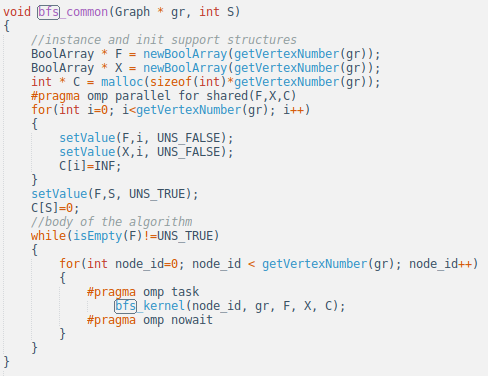 void bfs_common(Graph * gr, int S)
{
    //instance and init support structures
    BoolArray * F = newBoolArray(getVertexNumber(gr));
    BoolArray * X = newBoolArray(getVertexNumber(gr));
    int * C = malloc(sizeof(int)*getVertexNumber(gr));
    #pragma omp parallel for shared(F,X,C)
    for(int i=0; i<getVertexNumber(gr); i++)
    {
        setValue(F,i, UNS_FALSE);
        setValue(X,i, UNS_FALSE);
        C[i]=INF;
    }
    setValue(F,S, UNS_TRUE);
    C[S]=0;
    //body of the algorithm
    while(isEmpty(F)!=UNS_TRUE)
    {
        for(int node_id=0; node_id < getVertexNumber(gr); node_id++)
        {
            #pragma omp task
                bfs_kernel(node_id, gr, F, X, C);
            #pragma omp nowait
        }
    }
}